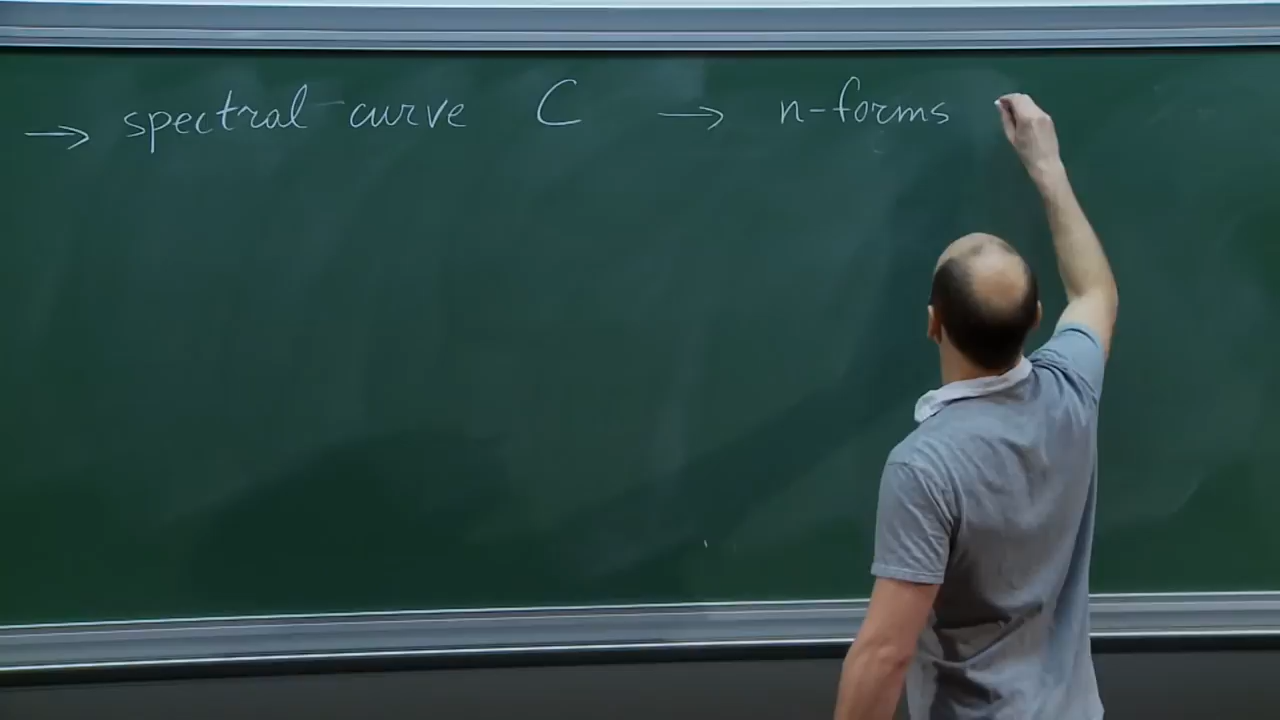 → spectral curve C → n-forms